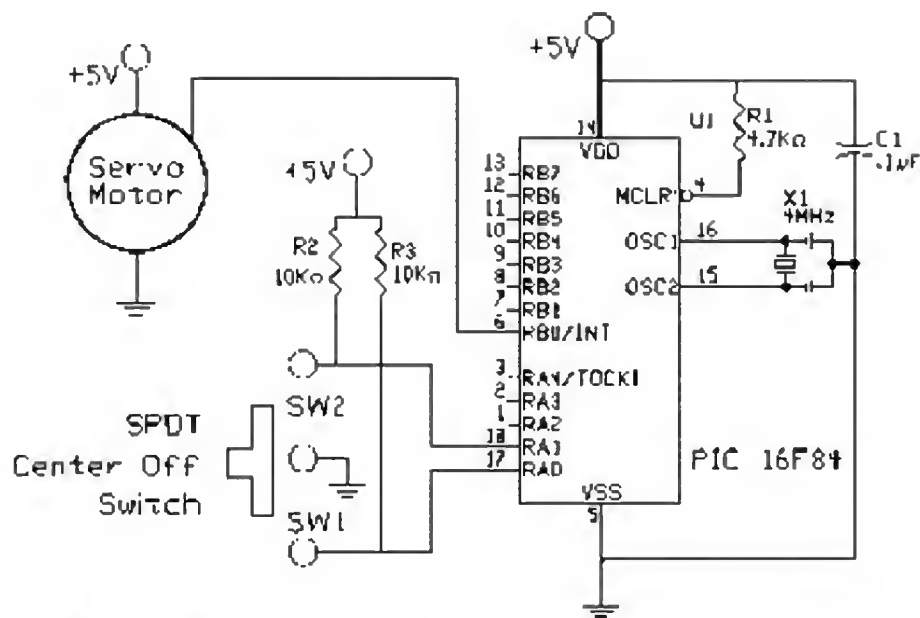 +5V
+5V
Servo
Motor
+5V
R2
10KΩ
R3
10KΩ
SW2
SPDT
Center Off
Switch
SW1
14
VDD
U1
R1
4.7KΩ
C1
.1µF
13
RB7
12
RB6
11
RB5
10
RB4
9
RB3
8
RB2
7
RB1
6
RB0/INT
3
RA4/TOCKI
2
RA3
1
RA2
18
RA1
17
RA0
MCLR'
4
OSC1
16
OSC2
15
X1
4MHz
PIC 16F84
VSS
5